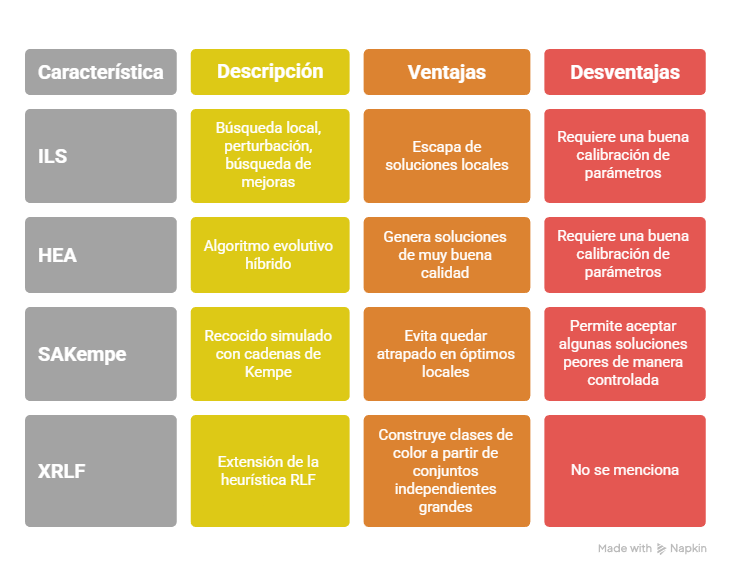 Característica
Descripción
Ventajas
Desventajas
ILS
Búsqueda local,
perturbación,
búsqueda de
mejoras
Escapa de
soluciones locales
Requiere una buena
calibración de
parámetros
HEA
Algoritmo evolutivo
híbrido
Genera soluciones
de muy buena
calidad
Requiere una buena
calibración de
parámetros
SAKempe
Recocido simulado
con cadenas de
Kempe
Evita quedar
atrapado en óptimos
locales
Permite aceptar
algunas soluciones
peores de manera
controlada
XRLF
Extensión de la
heurística RLF
Construye clases de
color a partir de
conjuntos
independientes
grandes
No se menciona
Made with Napkin